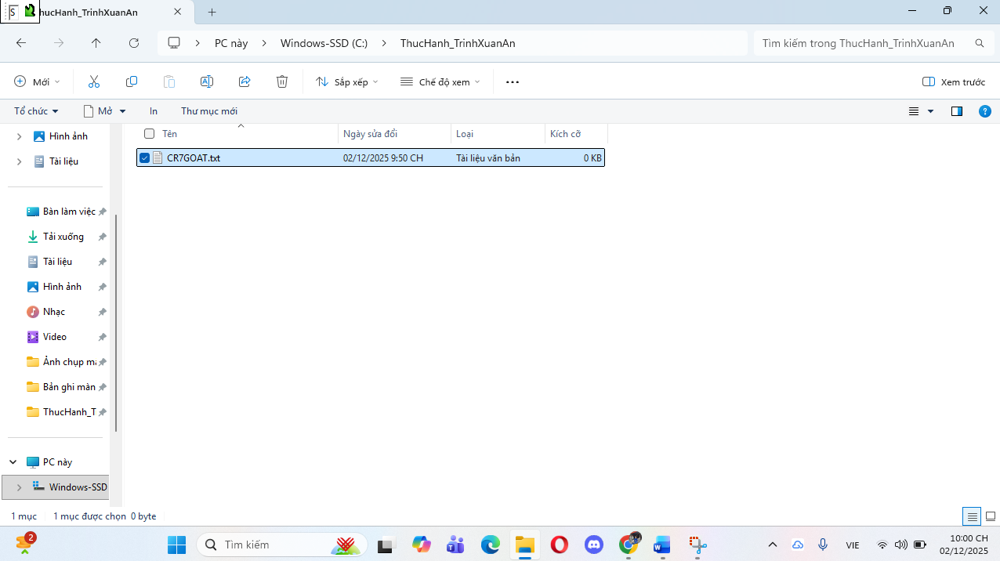 S
hucHanh_TrinhXuanAn
PC này > Windows-SSD (C:) > ThucHanh_TrinhXuanAn
Tìm kiếm trong ThucHanh_TrinhXuanAn
Mới
Sắp xếp
Chế độ xem
Xem trước
Tổ chức
Mở
In
Thư mục mới
?
Hình ảnh
Tên
Ngày sửa đổi
Loại
Kích cỡ
Tài liệu
CR7GOAT.txt
02/12/2025 9:50 CH
Tài liệu văn bản
0 KB
Bàn làm việc
Tải xuống
Tài liệu
Hình ảnh
Nhạc
Video
Ảnh chụp mà
Bản ghi màn
ThucHanh_T
PC này
Windows-SSD
1 mục
1 mục được chọn 0 byte
2
Tìm kiếm
VIE
10:00 CH
02/12/2025